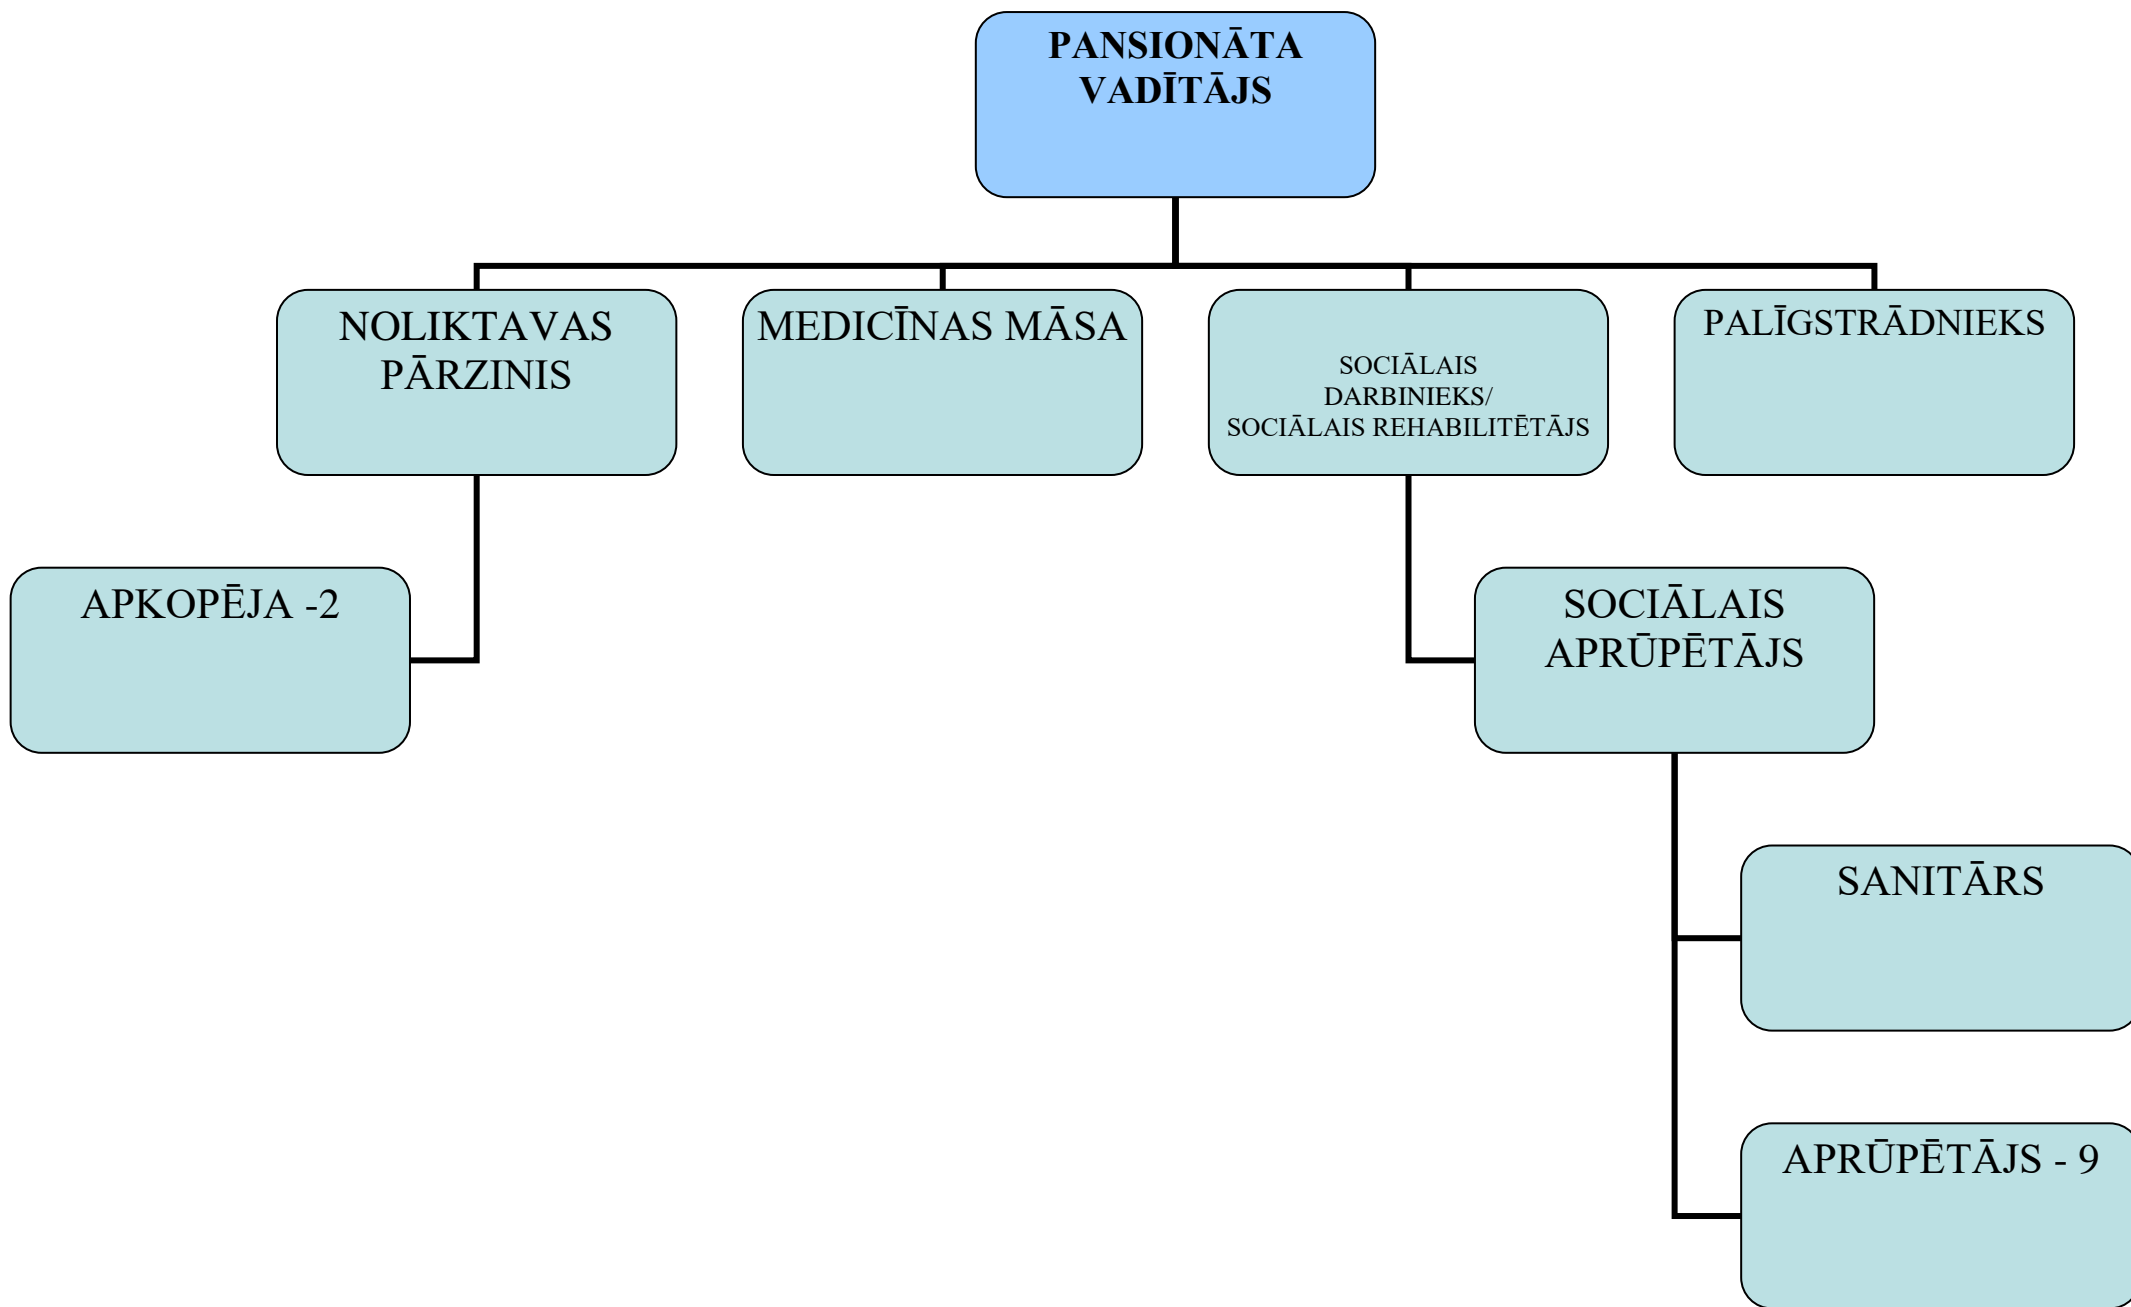 PANSIONĀTA
VADĪTĀJS
NOLIKTAVAS
PĀRZINIS
MEDICĪNAS MĀSA
SOCIĀLAIS
DARBINIEKS/
SOCIĀLAIS REHABILITĒTĀJS
PALĪGSTRĀDNIEKS
APKOPĒJA -2
SOCIĀLAIS
APRŪPĒTĀJS
SANITĀRS
APRŪPĒTĀJS - 9